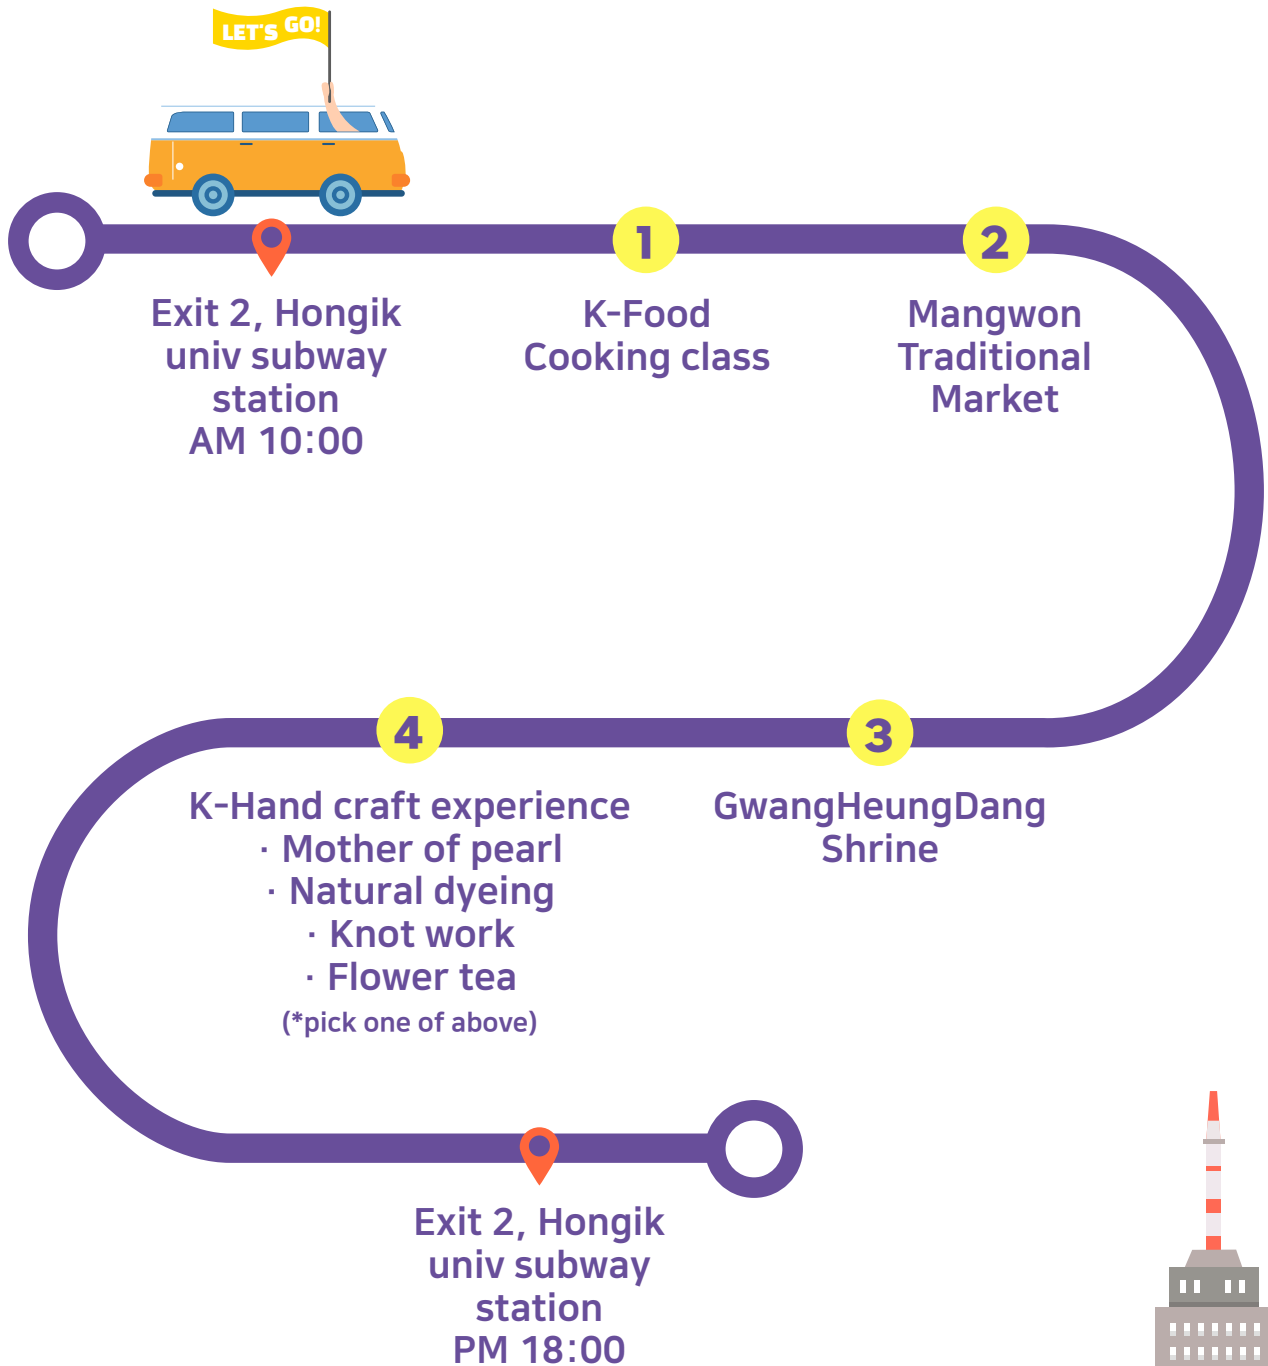 LET'S GO!
1
2
Exit 2, Hongik
univ subway
station
AM 10:00
K-Food
Cooking class
Mangwon
Traditional
Market
4
3
K-Hand craft experience
· Mother of pearl
· Natural dyeing
· Knot work
· Flower tea
(*pick one of above)
GwangHeungDang
Shrine
Exit 2, Hongik
univ subway
station
PM 18:00